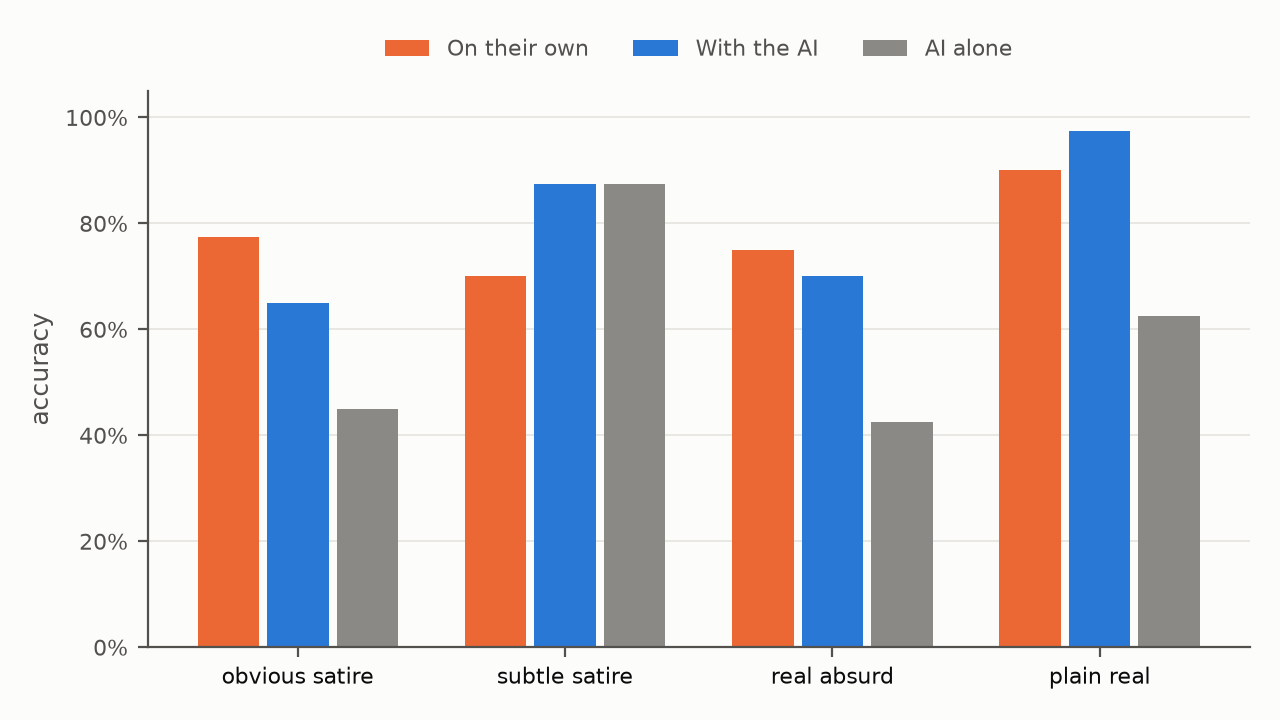 On their own With the AI AI alone
100%
80%
60%
40%
20%
0%
accuracy
obvious satire subtle satire real absurd plain real